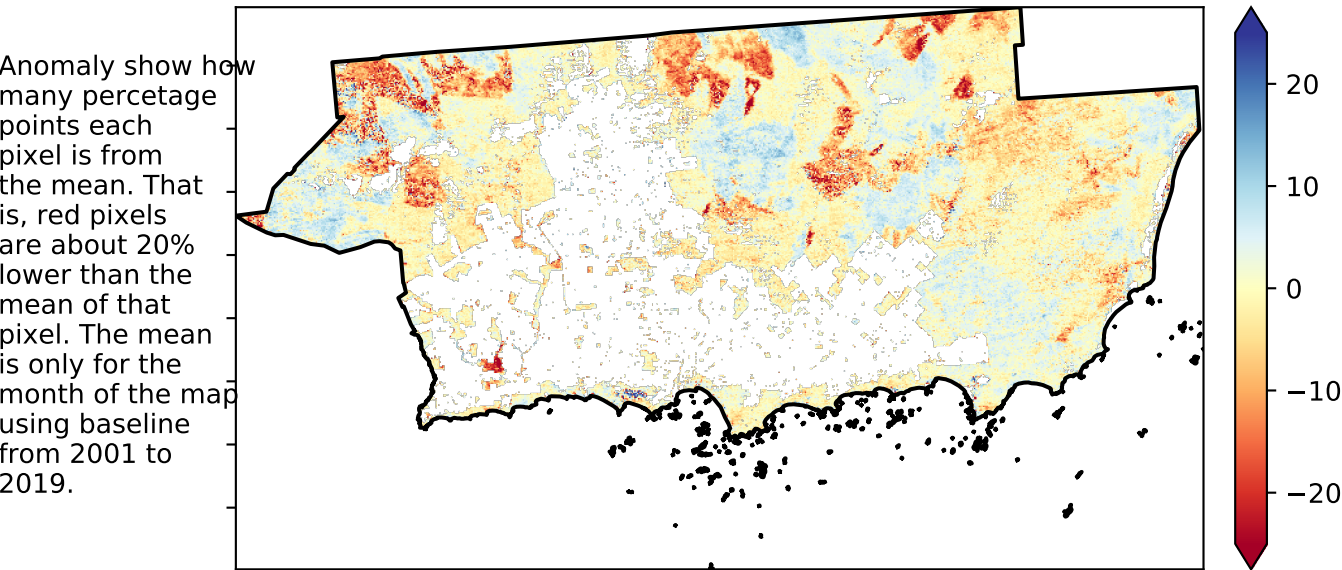 Anomaly show how
many percetage
points each
pixel is from
the mean. That
is, red pixels
are about 20%
lower than the
mean of that
pixel. The mean
is only for the
month of the map
using baseline
from 2001 to
2019.
20
10
0
−10
−20